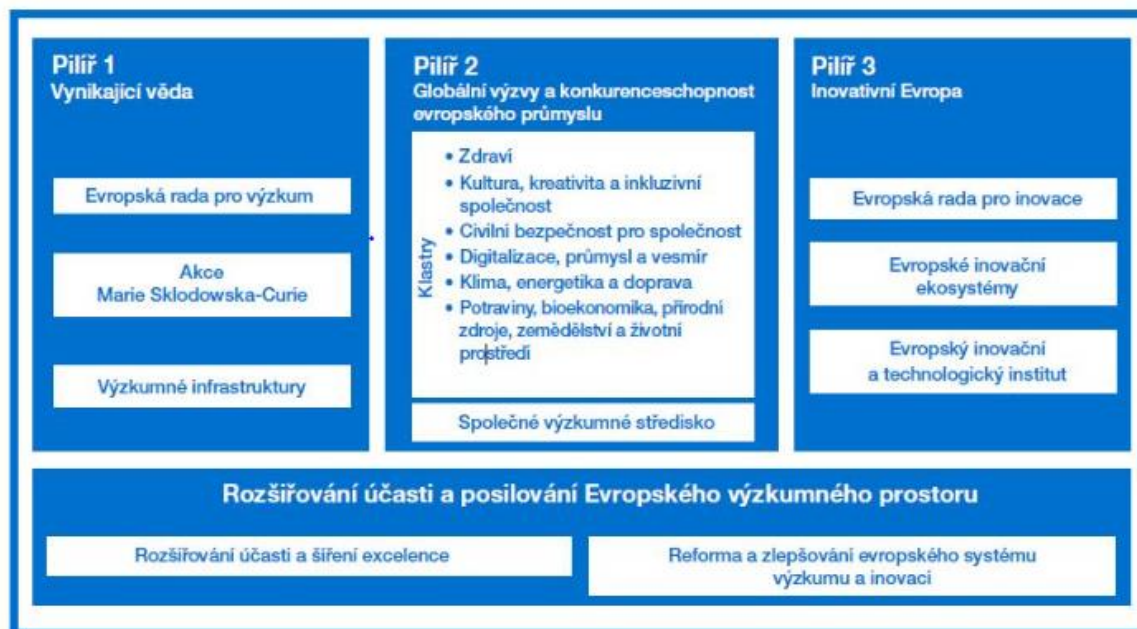 Pilíř 1
Vynikající věda
Evropská rada pro výzkum
Akce
Marie Sklodowska-Curie
Výzkumné infrastruktury
Pilíř 2
Globální výzvy a konkurenceschopnost
evropského průmyslu
Klastry
• Zdraví
• Kultura, kreativita a inkluzivní
společnost
• Civilní bezpečnost pro společnost
• Digitalizace, průmysl a vesmír
• Klima, energetika a doprava
• Potraviny, bioekonomika, přírodní
zdroje, zemědělství a životní
prostředí
Společné výzkumné středisko
Pilíř 3
Inovativní Evropa
Evropská rada pro inovace
Evropské inovační
ekosystémy
Evropský inovační
a technologický institut
Rozšiřování účasti a posilování Evropského výzkumného prostoru
Rozšiřování účasti a šíření excelence
Reforma a zlepšování evropského systému
výzkumu a inovací